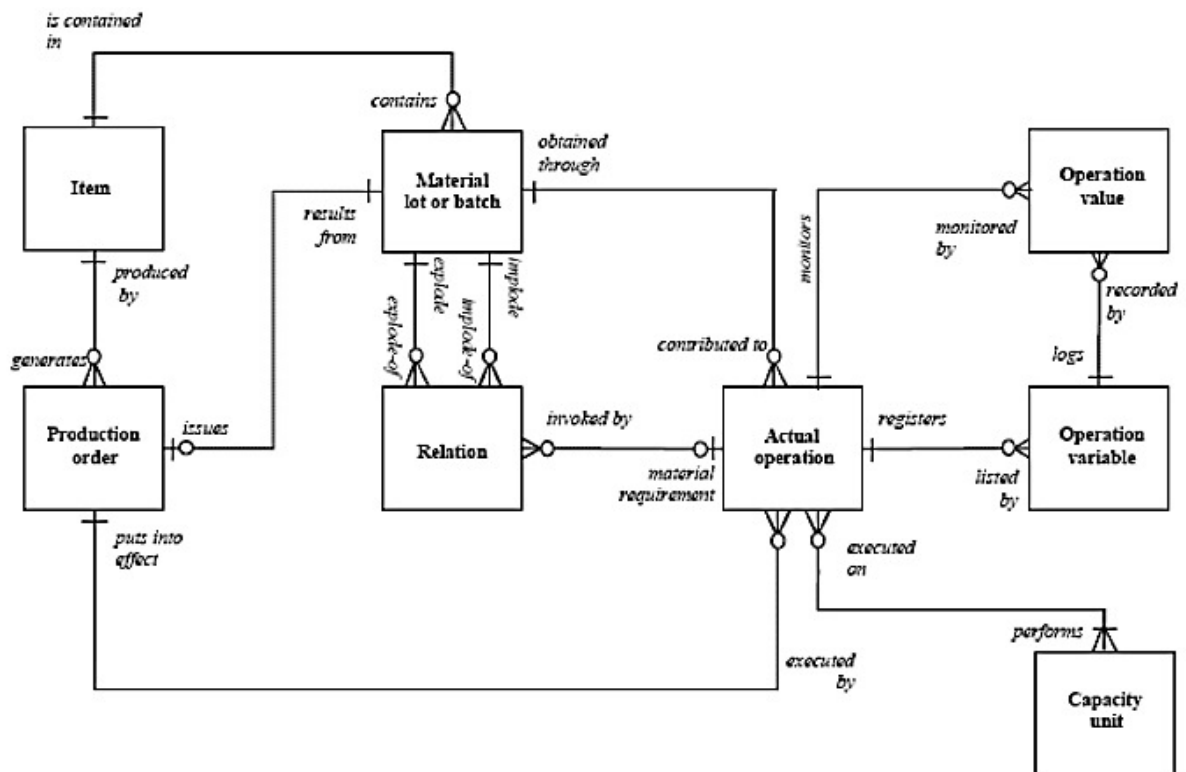 is contained
in
contains
obtained
through
Item
Material
lot or batch
Operation
value
results
from
monitors
monitored
by
produced
by
explode
implode
recorded
by
explode-of
implode-of
generates
contributed to
logs
Production
order
issues
Relation
invoked by
material
requirement
Actual
operation
registers
Operation
variable
listed
by
puts into
effect
executed
on
performs
executed
by
Capacity
unit